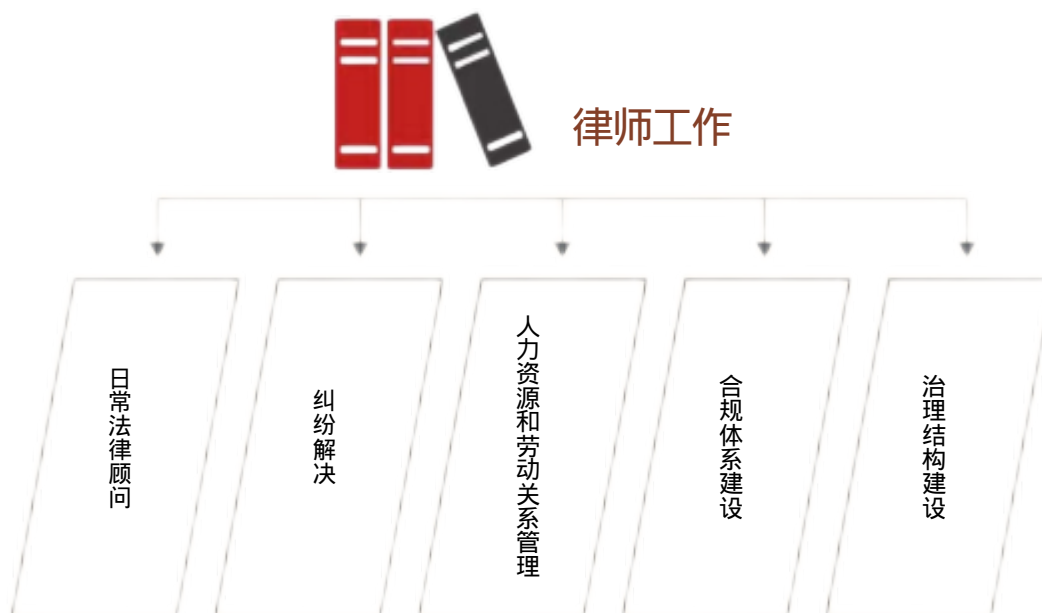 律师工作
日常法律顾问
纠纷解决
人力资源和劳动关系管理
合规体系建设
治理结构建设